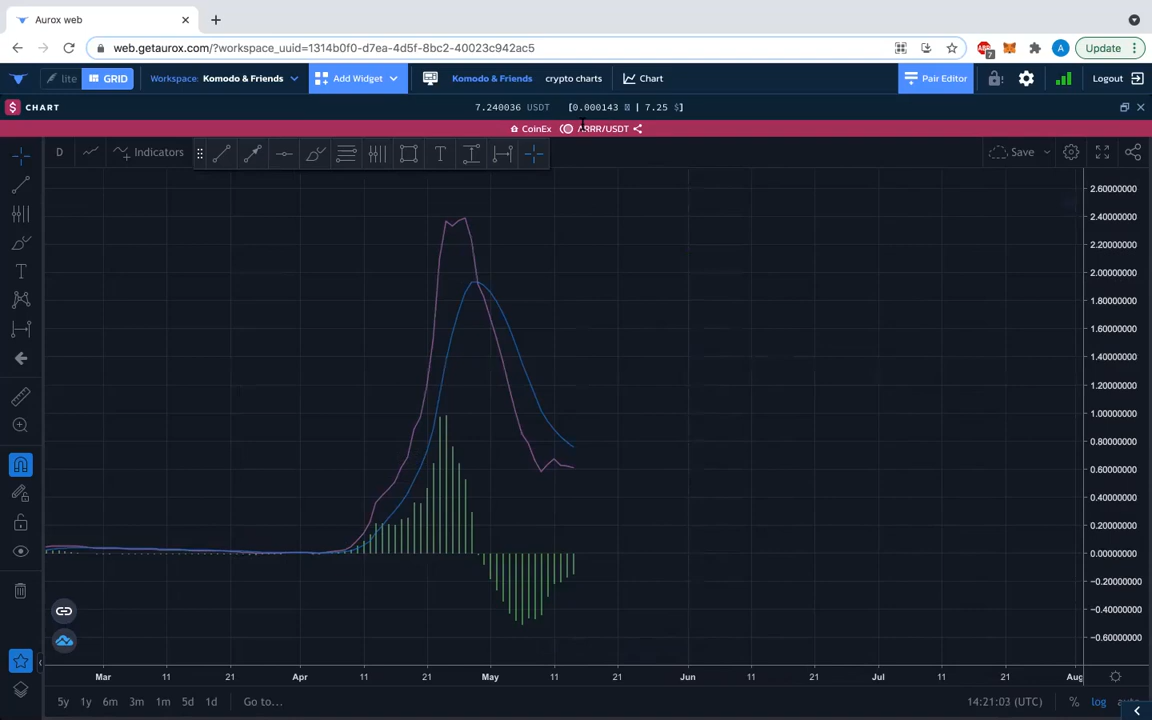 Aurox web
web.getaurox.com/?workspace_uuid=1314b0f0-d7ea-4d5f-8bc2-40023c942ac5
2
A
Update
lite GRID Workspace: Komodo & Friends Add Widget Komodo & Friends crypto charts Chart Pair Editor Logout
$ CHART 7.240036 USDT [0.000143 | 7.25 $]
CoinEx ARRR/USDT
D Indicators T Save
T
2.60000000
2.40000000
2.20000000
2.00000000
1.80000000
1.60000000
1.40000000
1.20000000
1.00000000
0.80000000
0.60000000
0.40000000
0.20000000
0.00000000
−0.20000000
−0.40000000
−0.60000000
Mar 11 21 Apr 11 21 May 11 21 Jun 11 21 Jul 11 21 Aug
5y 1y 6m 3m 1m 5d 1d Go to... 14:21:03 (UTC) % log